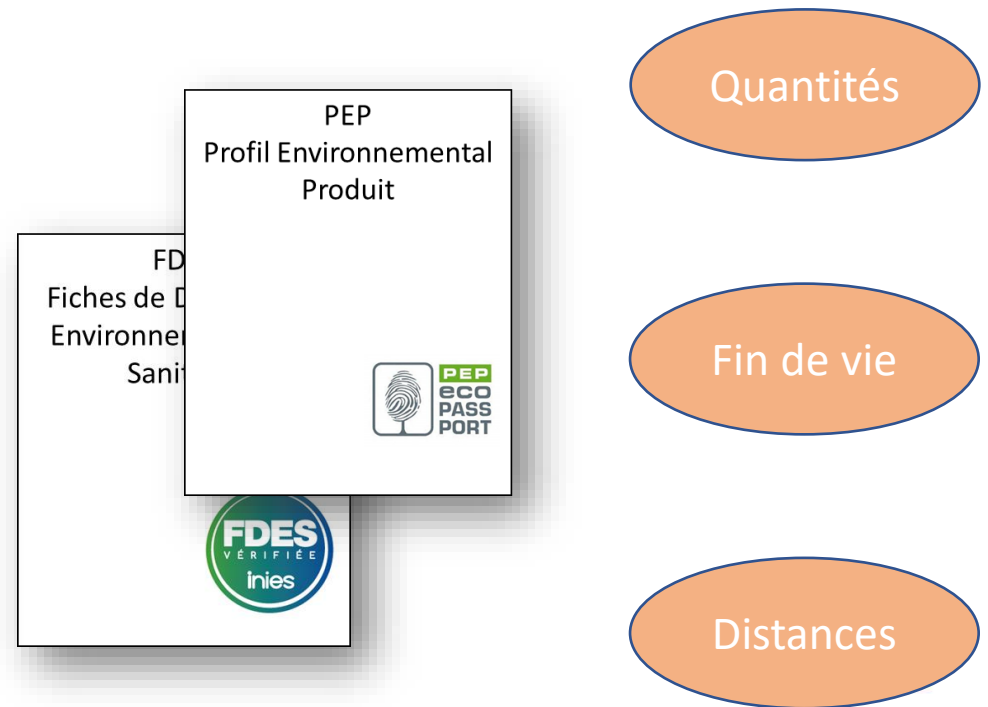 PEP
Profil Environnemental
Produit
PEP
eco
PASS
PORT
FD
Fiches de D
Environne
Sani
FDES
VÉRIFIÉE
inies
Quantités
Fin de vie
Distances